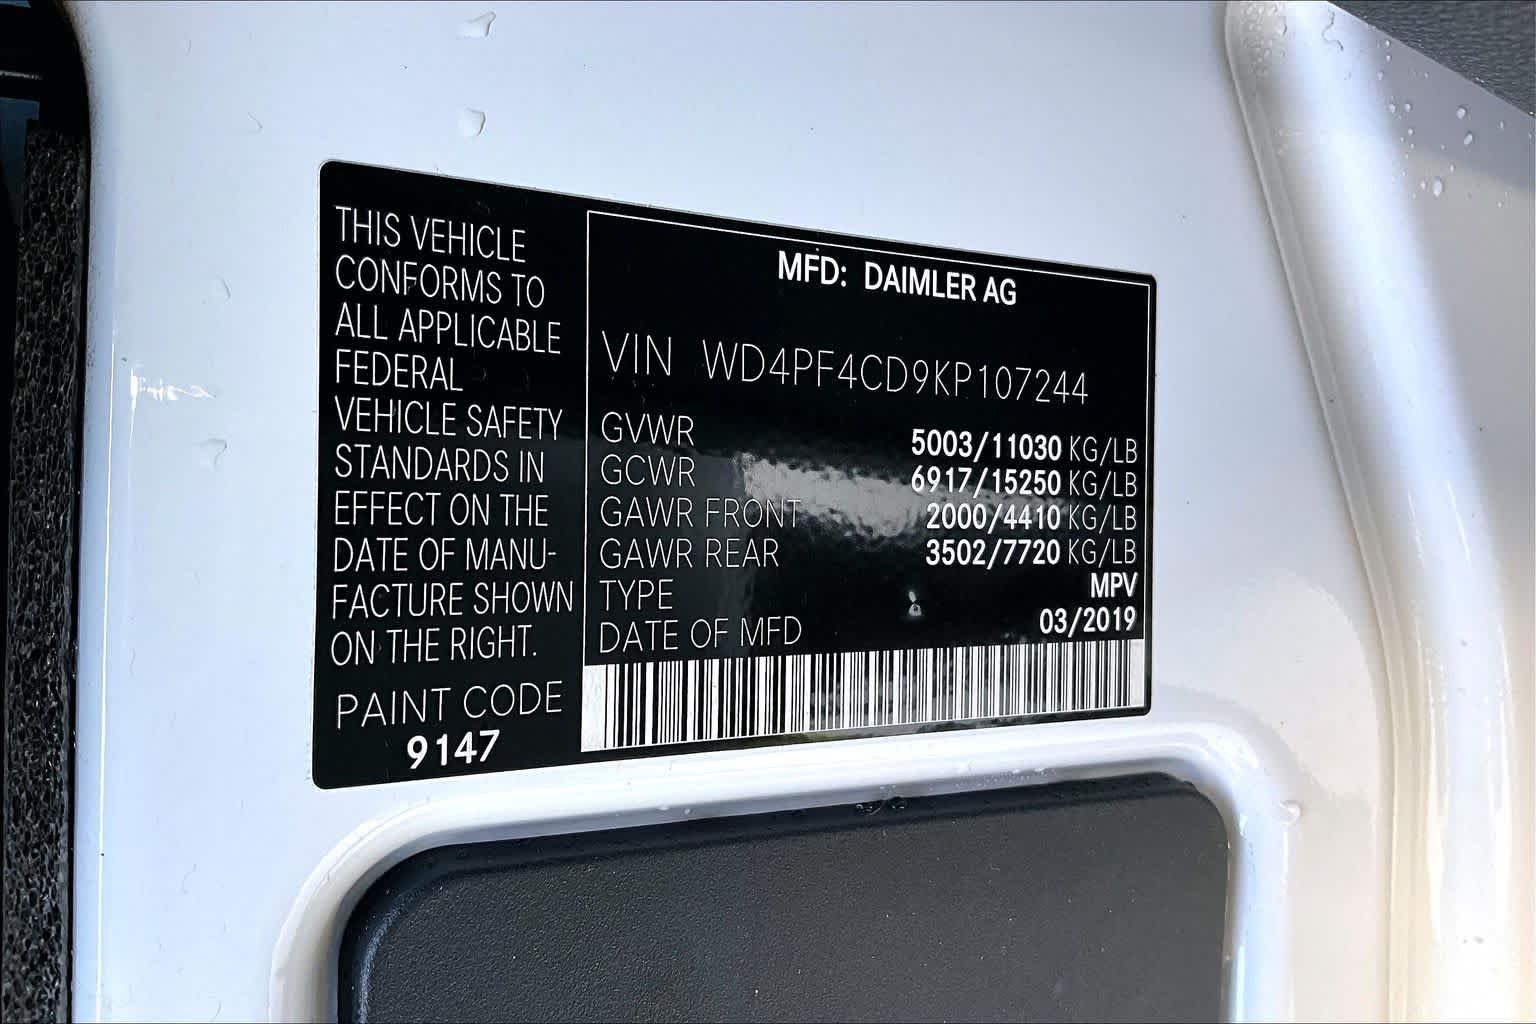 THIS VEHICLE
CONFORMS TO
ALL APPLICABLE
FEDERAL
VEHICLE SAFETY
STANDARDS IN
EFFECT ON THE
DATE OF MANU-
FACTURE SHOWN
ON THE RIGHT.
PAINT CODE
9147
MFD: DAIMLER AG
VIN WD4PF4CD9KP107244
GVWR 5003/11030 KG/LB
GCWR 6917/15250 KG/LB
GAWR FRONT 2000/4410 KG/LB
GAWR REAR 3502/7720 KG/LB
TYPE MPV
DATE OF MFD 03/2019